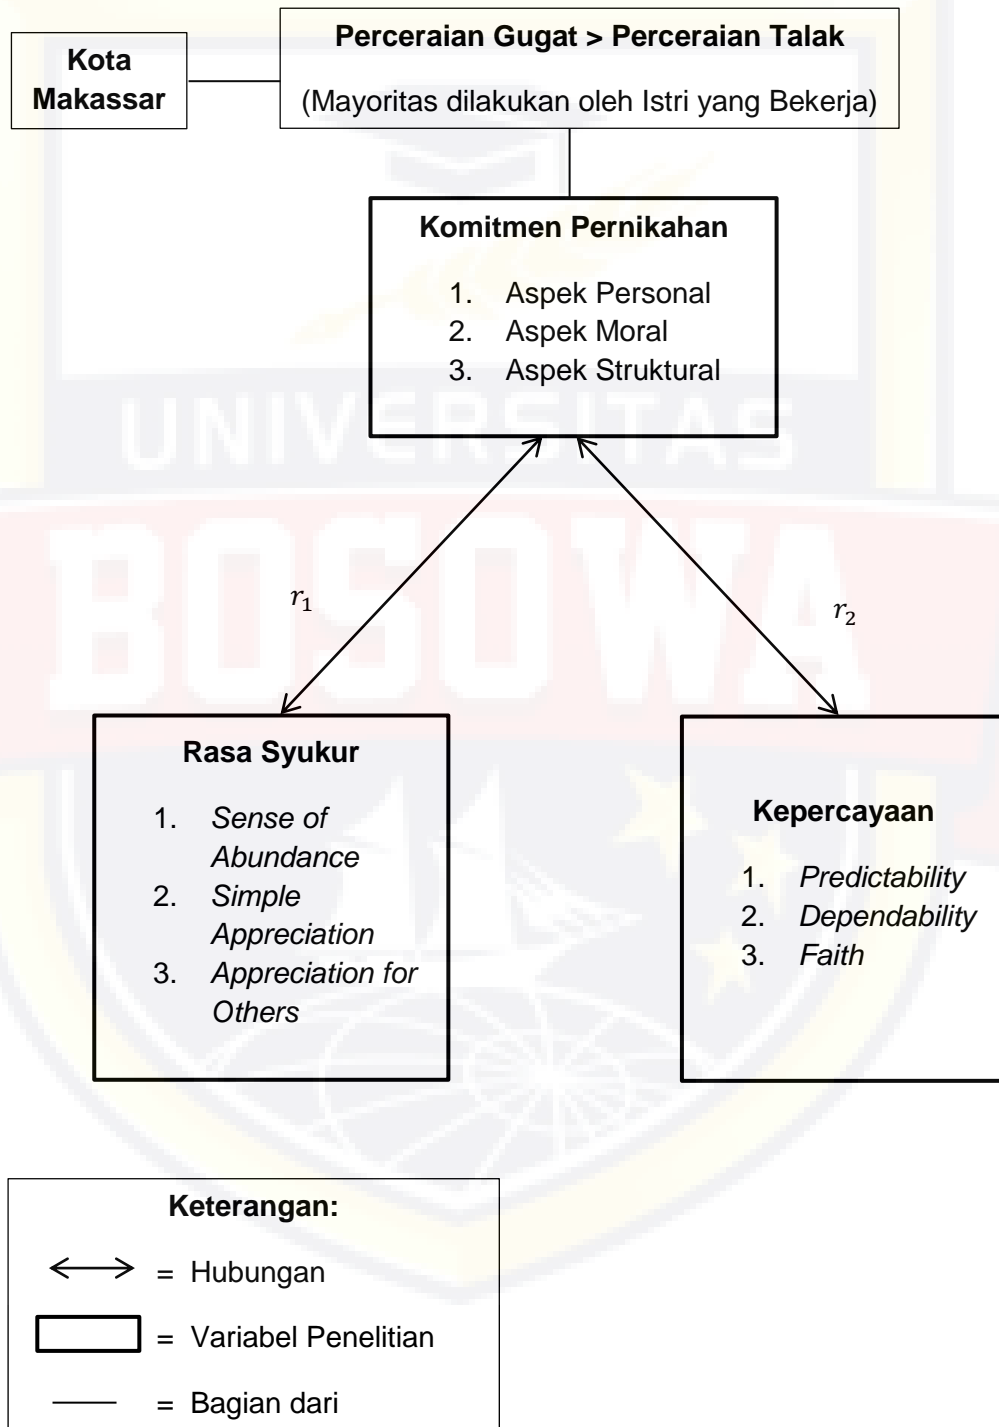 Kota
Makassar
Perceraian Gugat > Perceraian Talak
(Mayoritas dilakukan oleh Istri yang Bekerja)
Komitmen Pernikahan
1. Aspek Personal
2. Aspek Moral
3. Aspek Struktural
UNIVERSITAS
BOSOWA
r₁
r₂
Rasa Syukur
1. Sense of
Abundance
2. Simple
Appreciation
3. Appreciation for
Others
Kepercayaan
1. Predictability
2. Dependability
3. Faith
Keterangan:
= Hubungan
= Variabel Penelitian
= Bagian dari